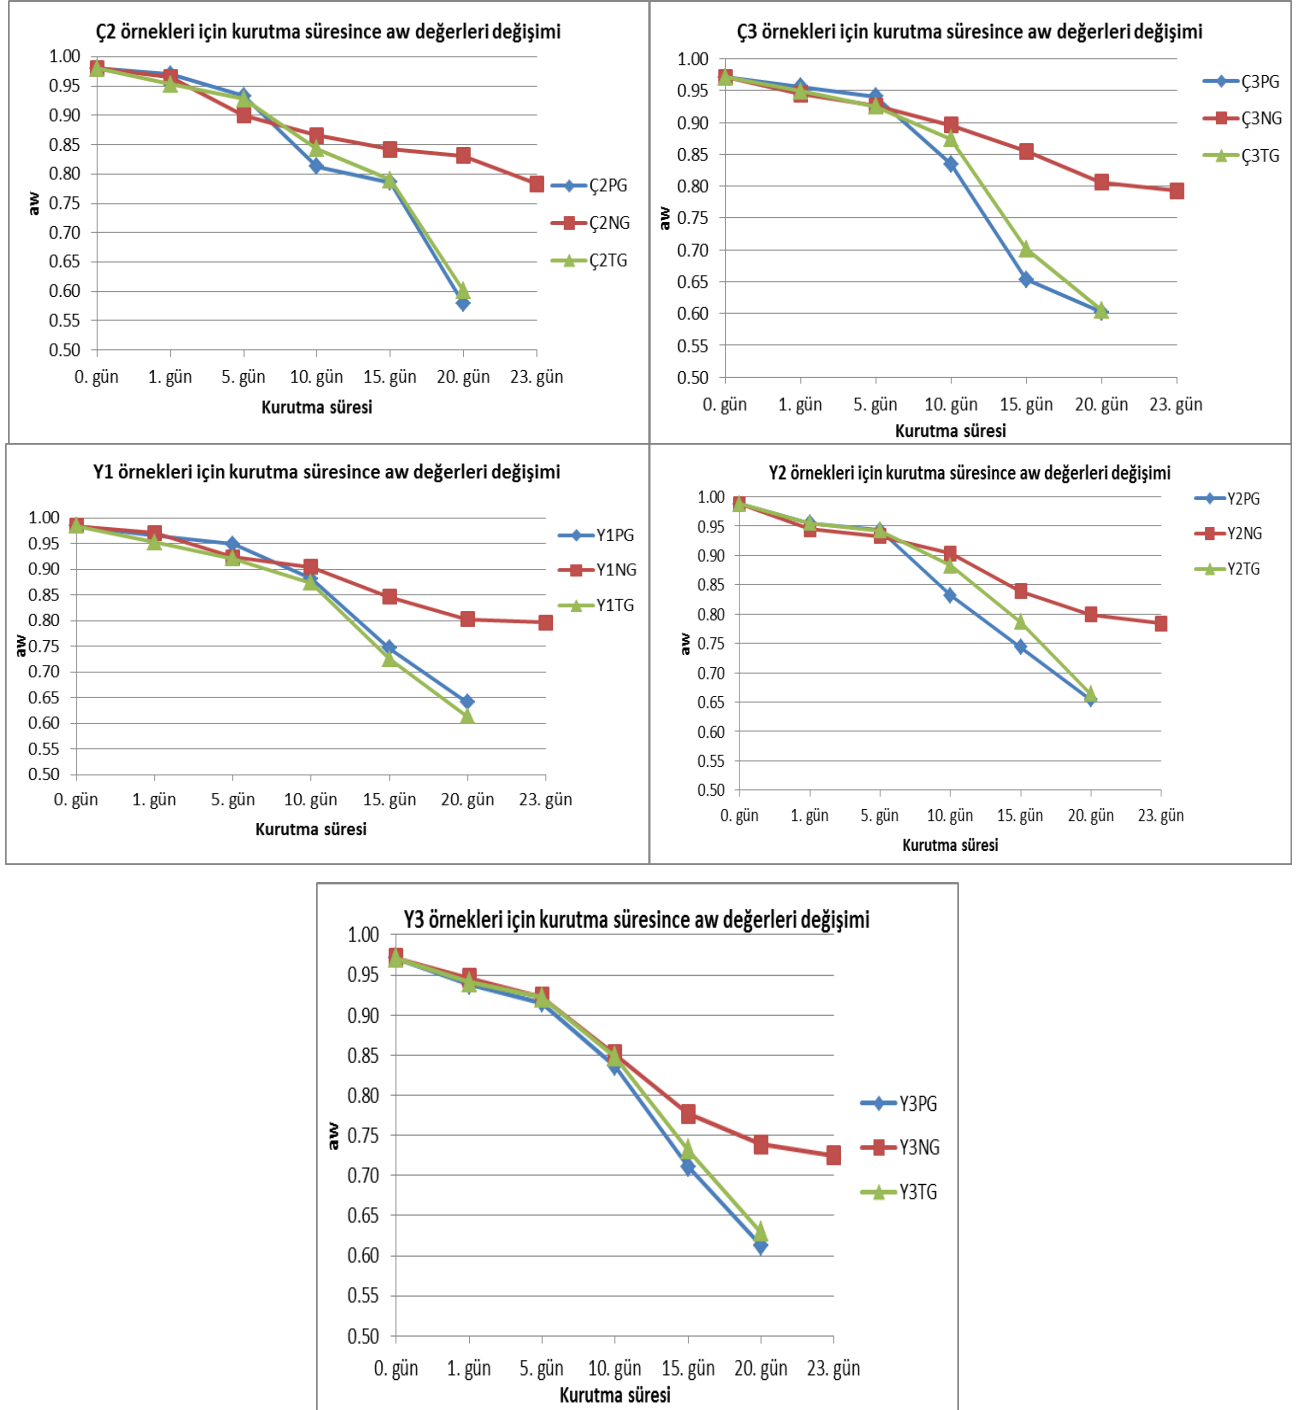 Ç2 örnekleri için kurutma süresince aw değerleri değişimi
1.00
0.95
0.90
0.85
0.80
0.75
0.70
0.65
0.60
0.55
0.50
aw
0. gün 1. gün 5. gün 10. gün 15. gün 20. gün 23. gün
Kurutma süresi
Ç2PG
Ç2NG
Ç2TG
Ç3 örnekleri için kurutma süresince aw değerleri değişimi
1.00
0.95
0.90
0.85
0.80
0.75
0.70
0.65
0.60
0.55
0.50
aw
0. gün 1. gün 5. gün 10. gün 15. gün 20. gün 23. gün
Kurutma süresi
Ç3PG
Ç3NG
Ç3TG
Y1 örnekleri için kurutma süresince aw değerleri değişimi
1.00
0.95
0.90
0.85
0.80
0.75
0.70
0.65
0.60
0.55
0.50
aw
0. gün 1. gün 5. gün 10. gün 15. gün 20. gün 23. gün
Kurutma süresi
Y1PG
Y1NG
Y1TG
Y2 örnekleri için kurutma süresince aw değerleri değişimi
1.00
0.95
0.90
0.85
0.80
0.75
0.70
0.65
0.60
0.55
0.50
aw
0. gün 1. gün 5. gün 10. gün 15. gün 20. gün 23. gün
Kurutma süresi
Y2PG
Y2NG
Y2TG
Y3 örnekleri için kurutma süresince aw değerleri değişimi
1.00
0.95
0.90
0.85
0.80
0.75
0.70
0.65
0.60
0.55
0.50
aw
0. gün 1. gün 5. gün 10. gün 15. gün 20. gün 23. gün
Kurutma süresi
Y3PG
Y3NG
Y3TG